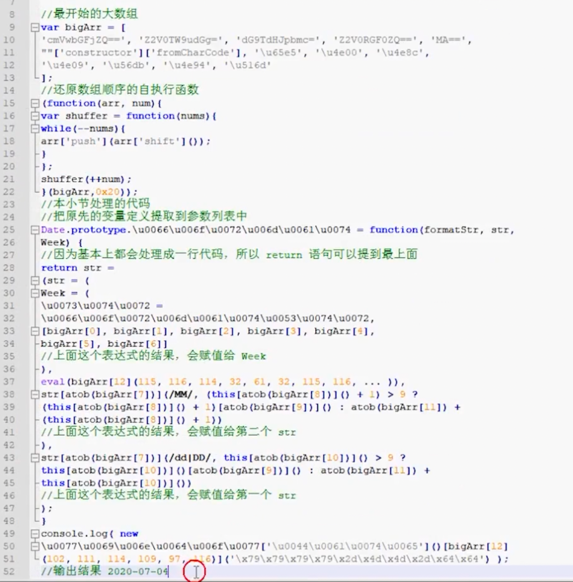 7
8 //最开始的大数组
9 var bigArr = [
10 'cmVwbGFjZQ==', 'Z2V0TW9udGg=', 'dG9TdHJpbmc=', 'Z2V0RGF0ZQ==', 'MA==',
11 ""['constructor']['fromCharCode'], '\u65e5', '\u4e00', '\u4e8c',
12 '\u4e09', '\u56db', '\u4e94', '\u516d'
13 ];
14 //还原数组顺序的自执行函数
15 (function(arr, num){
16 var shuffer = function(nums){
17 while(--nums){
18 arr['push'](arr['shift']());
19 }
20 };
21 shuffer(++num);
22 }(bigArr,0x20));
23 //本小节处理的代码
24 //把原先的变量定义提取到参数列表中
25 Date.prototype.\u0066\u006f\u0072\u006d\u0061\u0074 = function(formatStr, str,
26 Week) {
27 //因为基本上都会处理成一行代码，所以 return 语句可以提到最上面
28 return str =
29 (str = (
30 Week = (
31 \u0073\u0074\u0072 =
32 \u0066\u006f\u0072\u006d\u0061\u0074\u0053\u0074\u0072,
33 [bigArr[0], bigArr[1], bigArr[2], bigArr[3], bigArr[4],
34 bigArr[5], bigArr[6]]
35 //上面这个表达式的结果，会赋值给 Week
36 ),
37 eval(bigArr[12](115, 116, 114, 32, 61, 32, 115, 116, ... )),
38 str[atob(bigArr[7])](/MM/, (this[atob(bigArr[8])]() + 1) > 9 ?
39 (this[atob(bigArr[8])]() + 1)[atob(bigArr[9])]() : atob(bigArr[11]) +
40 (this[atob(bigArr[8])]() + 1))
41 //上面这个表达式的结果，会赋值给第二个 str
42 ),
43 str[atob(bigArr[7])](/dd|DD/, this[atob(bigArr[10])]() > 9 ?
44 this[atob(bigArr[10])]()[atob(bigArr[9])]() : atob(bigArr[11]) +
45 this[atob(bigArr[10])]())
46 //上面这个表达式的结果，会赋值给第一个 str
47 );
48 }
49 console.log( new
50 \u0077\u0069\u006e\u0064\u006f\u0077['\u0044\u0061\u0074\u0065']()[bigArr[12]
51 (102, 111, 114, 109, 97, 116)]('\x79\x79\x79\x79\x2d\x4d\x4d\x2d\x64\x64') );
52 //输出结果 2020-07-04